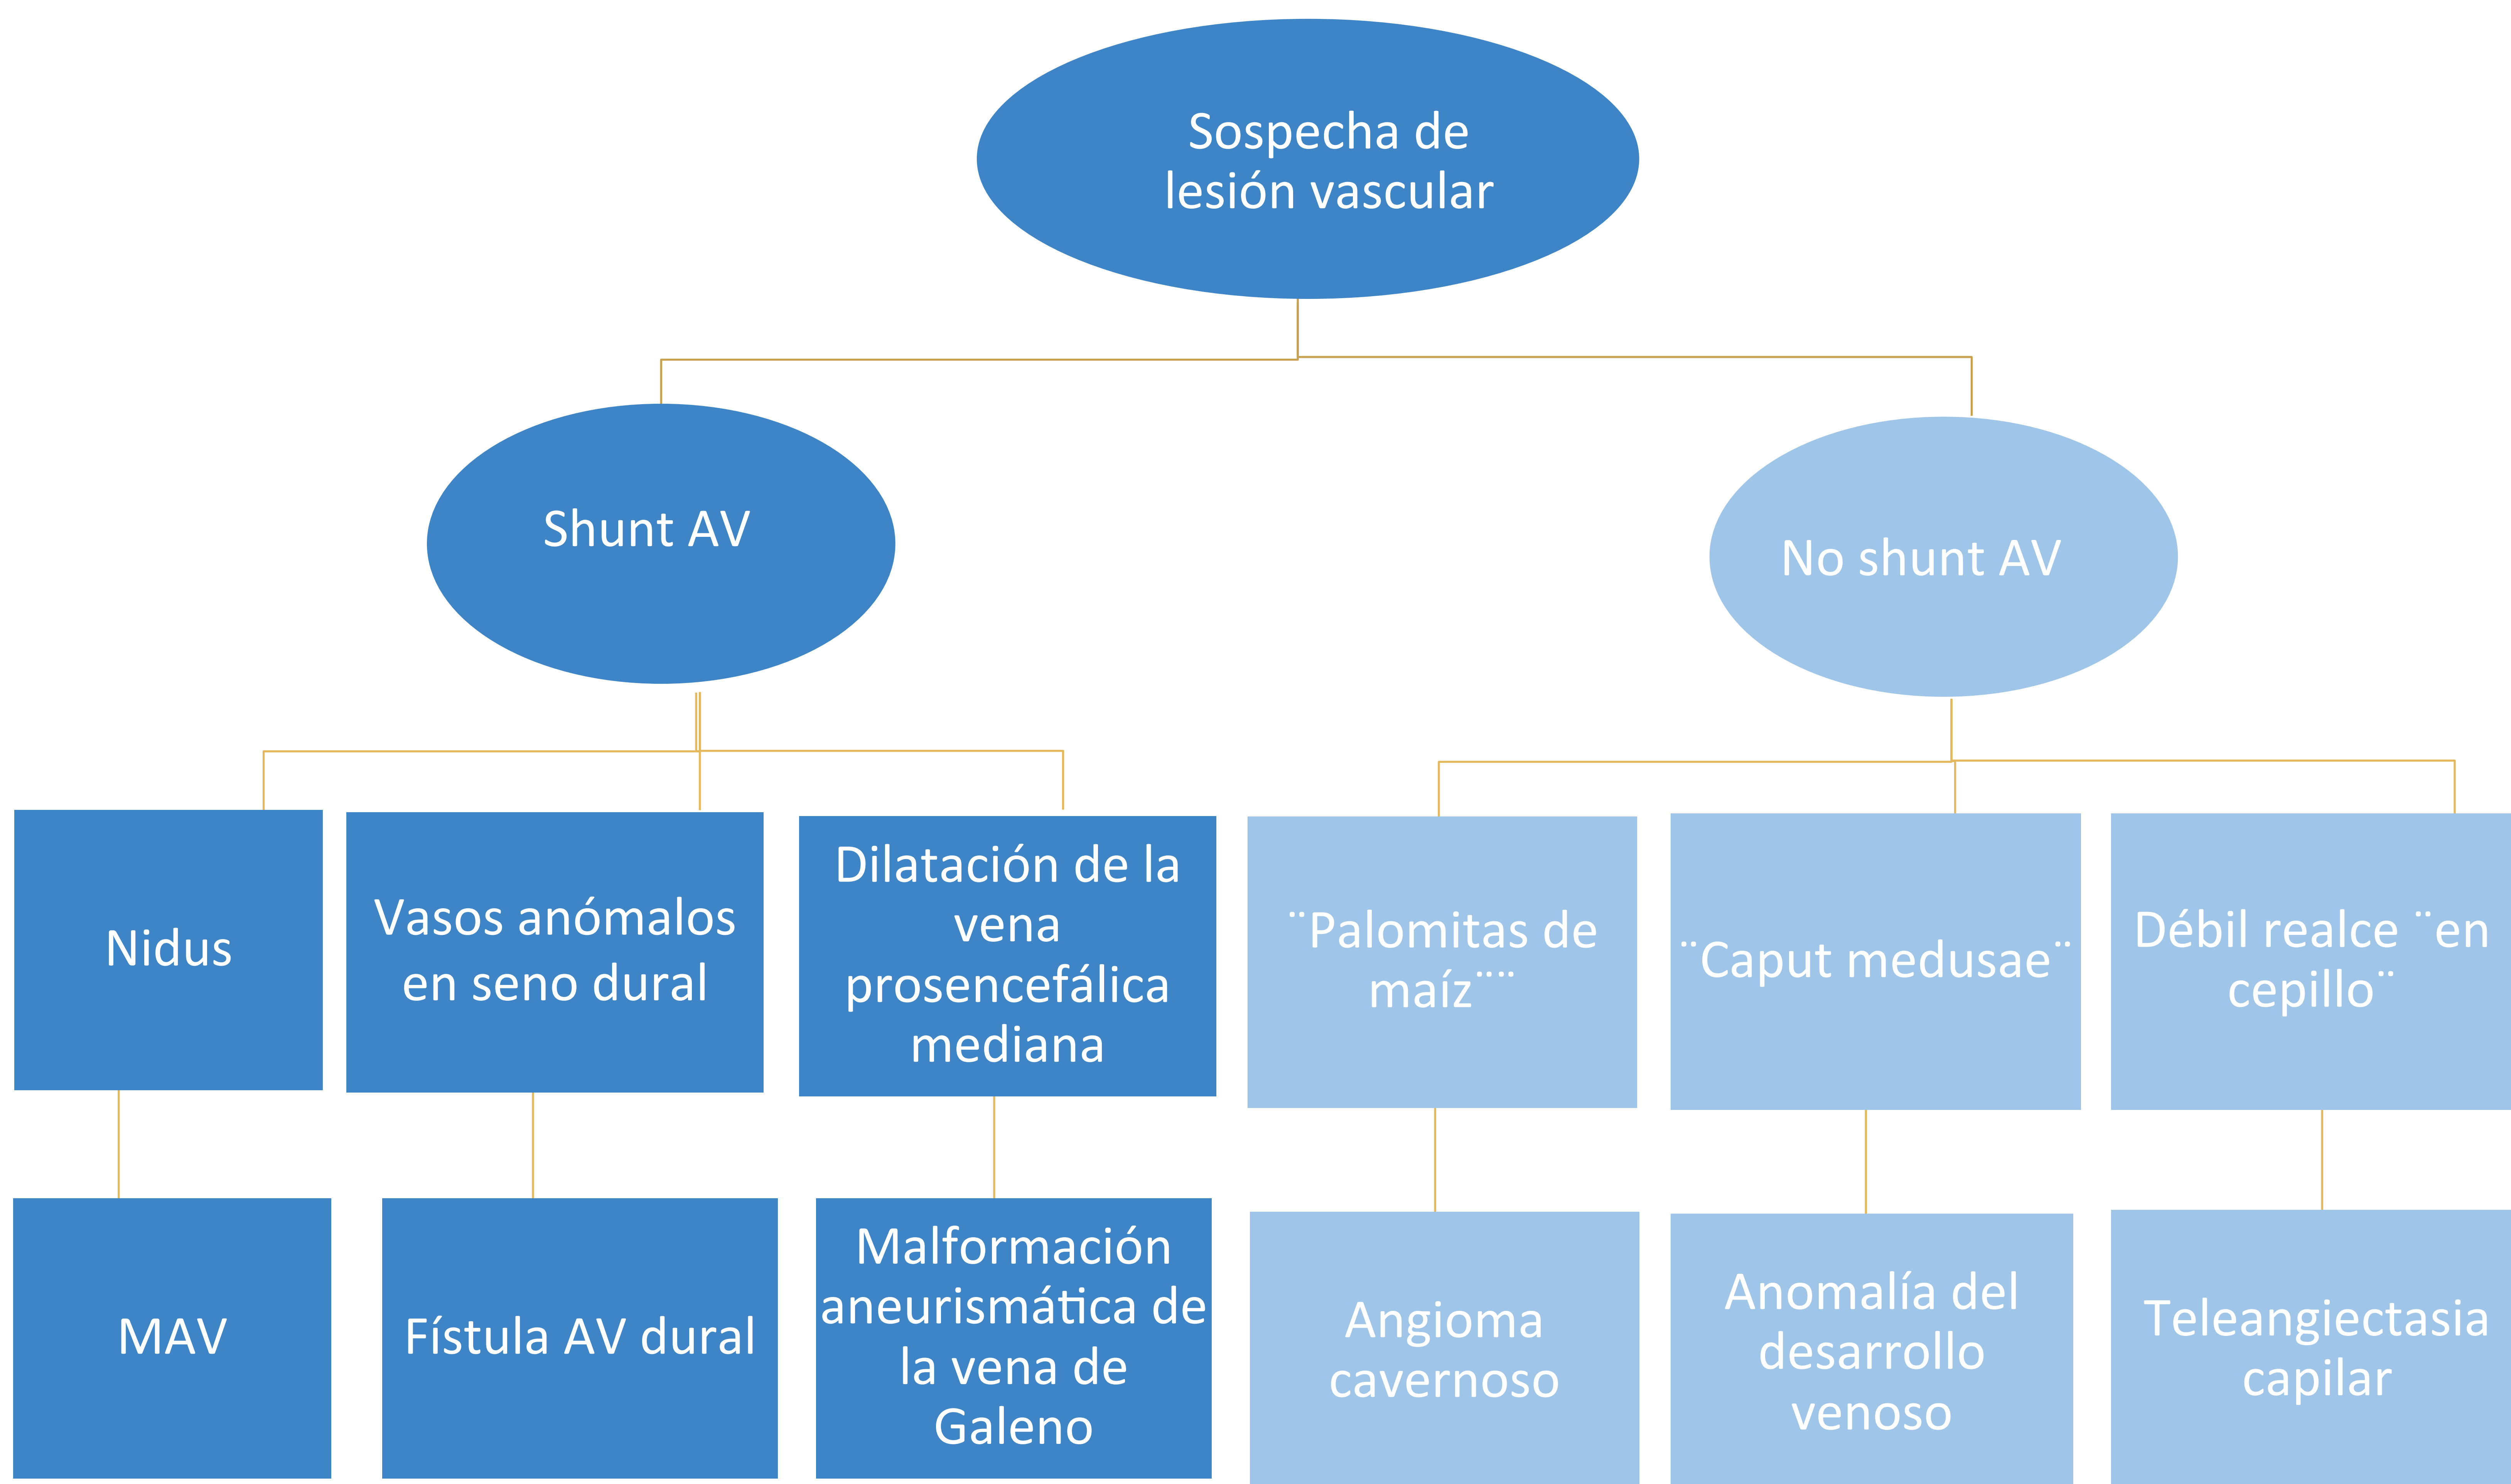 Sospecha de
lesión vascular
Shunt AV
No shunt AV
Nidus
Vasos anómalos
en seno dural
Dilatación de la
vena
prosencefálica
mediana
¨Palomitas de
maíz¨¨
¨Caput medusae¨
Débil realce ¨en
cepillo¨
MAV
Fístula AV dural
Malformación
aneurismática de
la vena de
Galeno
Angioma
cavernoso
Anomalía del
desarrollo
venoso
Teleangiectasia
capilar